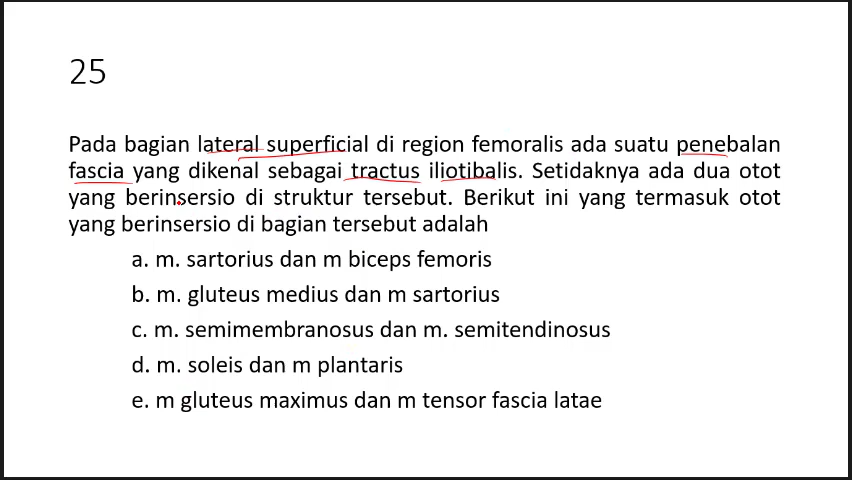 25
Pada bagian lateral superficial di region femoralis ada suatu penebalan
fascia yang dikenal sebagai tractus iliotibalis. Setidaknya ada dua otot
yang berinsersio di struktur tersebut. Berikut ini yang termasuk otot
yang berinsersio di bagian tersebut adalah
a. m. sartorius dan m biceps femoris
b. m. gluteus medius dan m sartorius
c. m. semimembranosus dan m. semitendinosus
d. m. soleis dan m plantaris
e. m gluteus maximus dan m tensor fascia latae